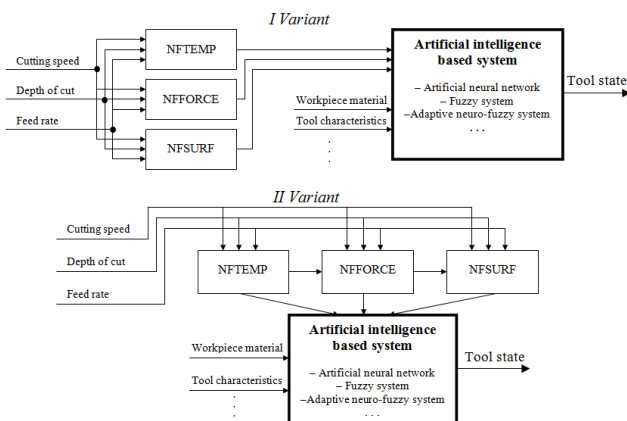 I Variant
NFTEMP
Cutting speed
Depth of cut
NFFORCE
Feed rate
NFSURF
Artificial intelligence
based system
– Artificial neural network
– Fuzzy system
–Adaptive neuro-fuzzy system
. . .
Workpiece material
Tool characteristics
.
.
.
Tool state
II Variant
Cutting speed
Depth of cut
Feed rate
NFTEMP
NFFORCE
NFSURF
Artificial intelligence
based system
– Artificial neural network
– Fuzzy system
–Adaptive neuro-fuzzy system
. . .
Workpiece material
Tool characteristics
.
.
Tool state